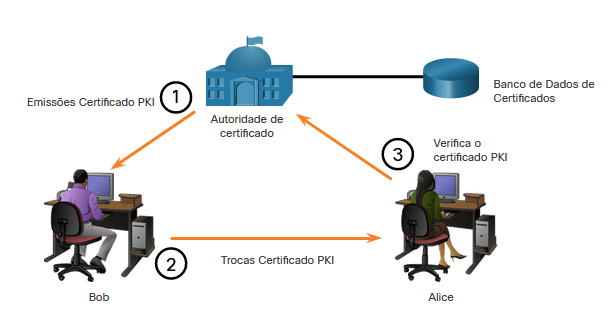 Emissões Certificado PKI
1
Autoridade de
certificado
Banco de Dados de
Certificados
3
Verifica o
certificado PKI
2
Trocas Certificado PKI
Bob
Alice